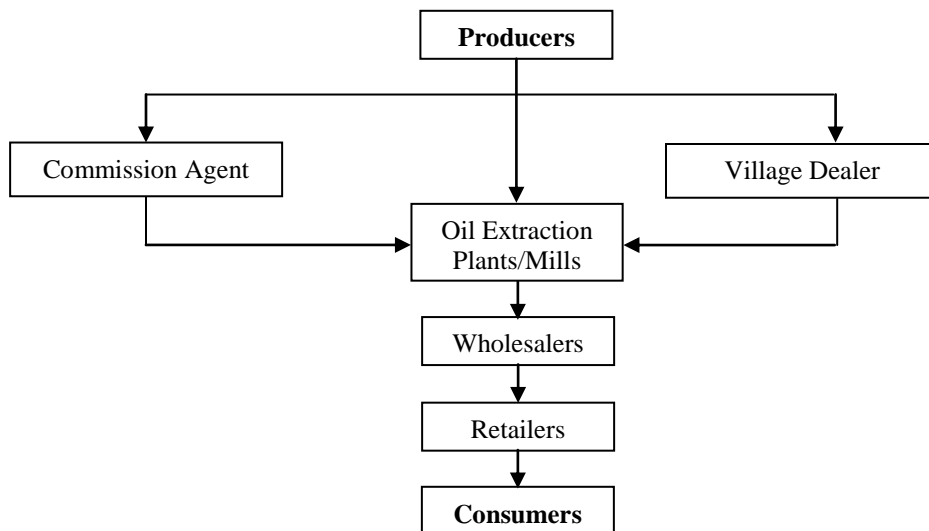 Producers
Commission Agent
Village Dealer
Oil Extraction
Plants/Mills
Wholesalers
Retailers
Consumers